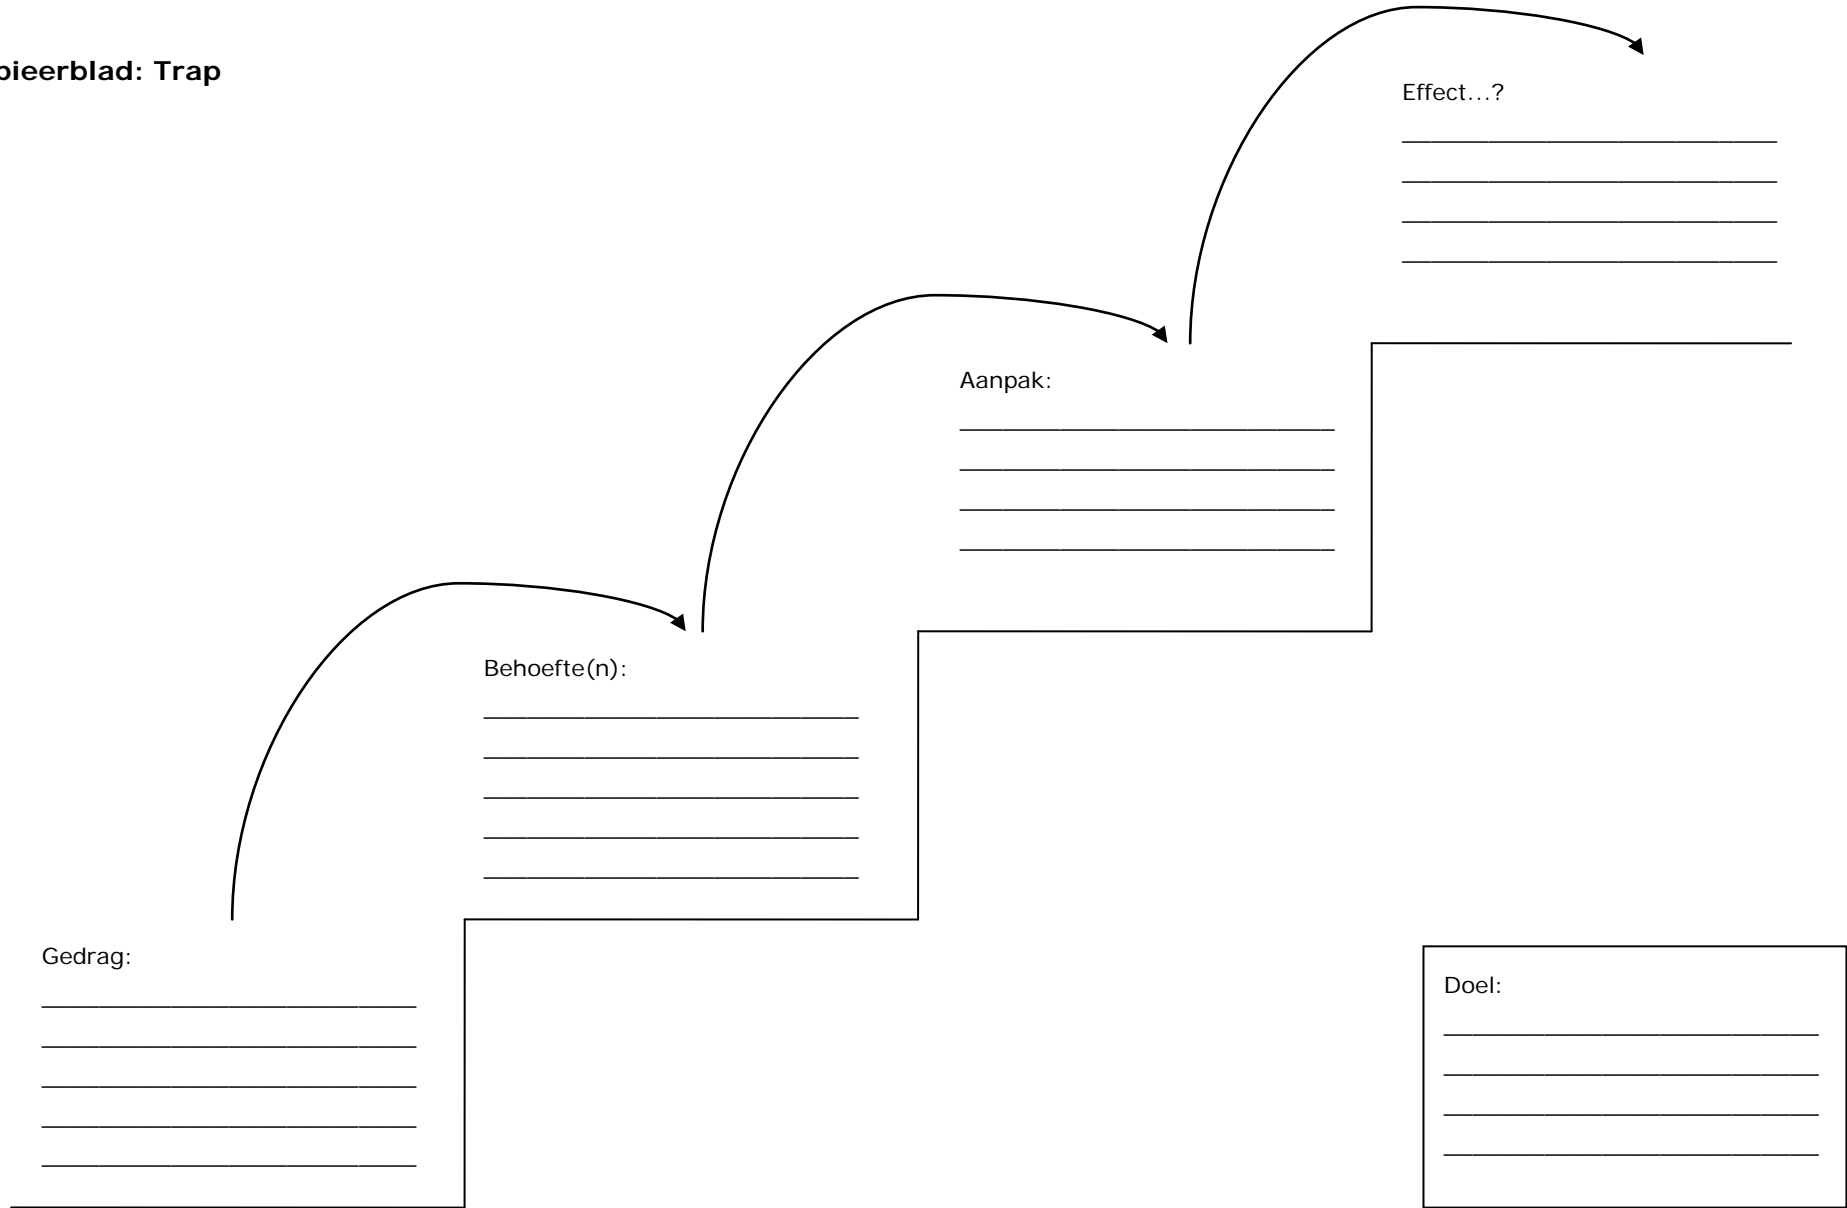 pieerblad: Trap
Effect...?
Aanpak:
Behoefte(n):
Gedrag:
Doel: